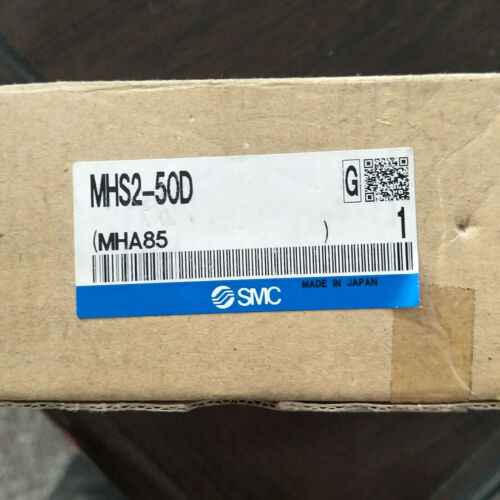 MHS2-50D
G
(MHA85 )
1
SMC
MADE IN JAPAN